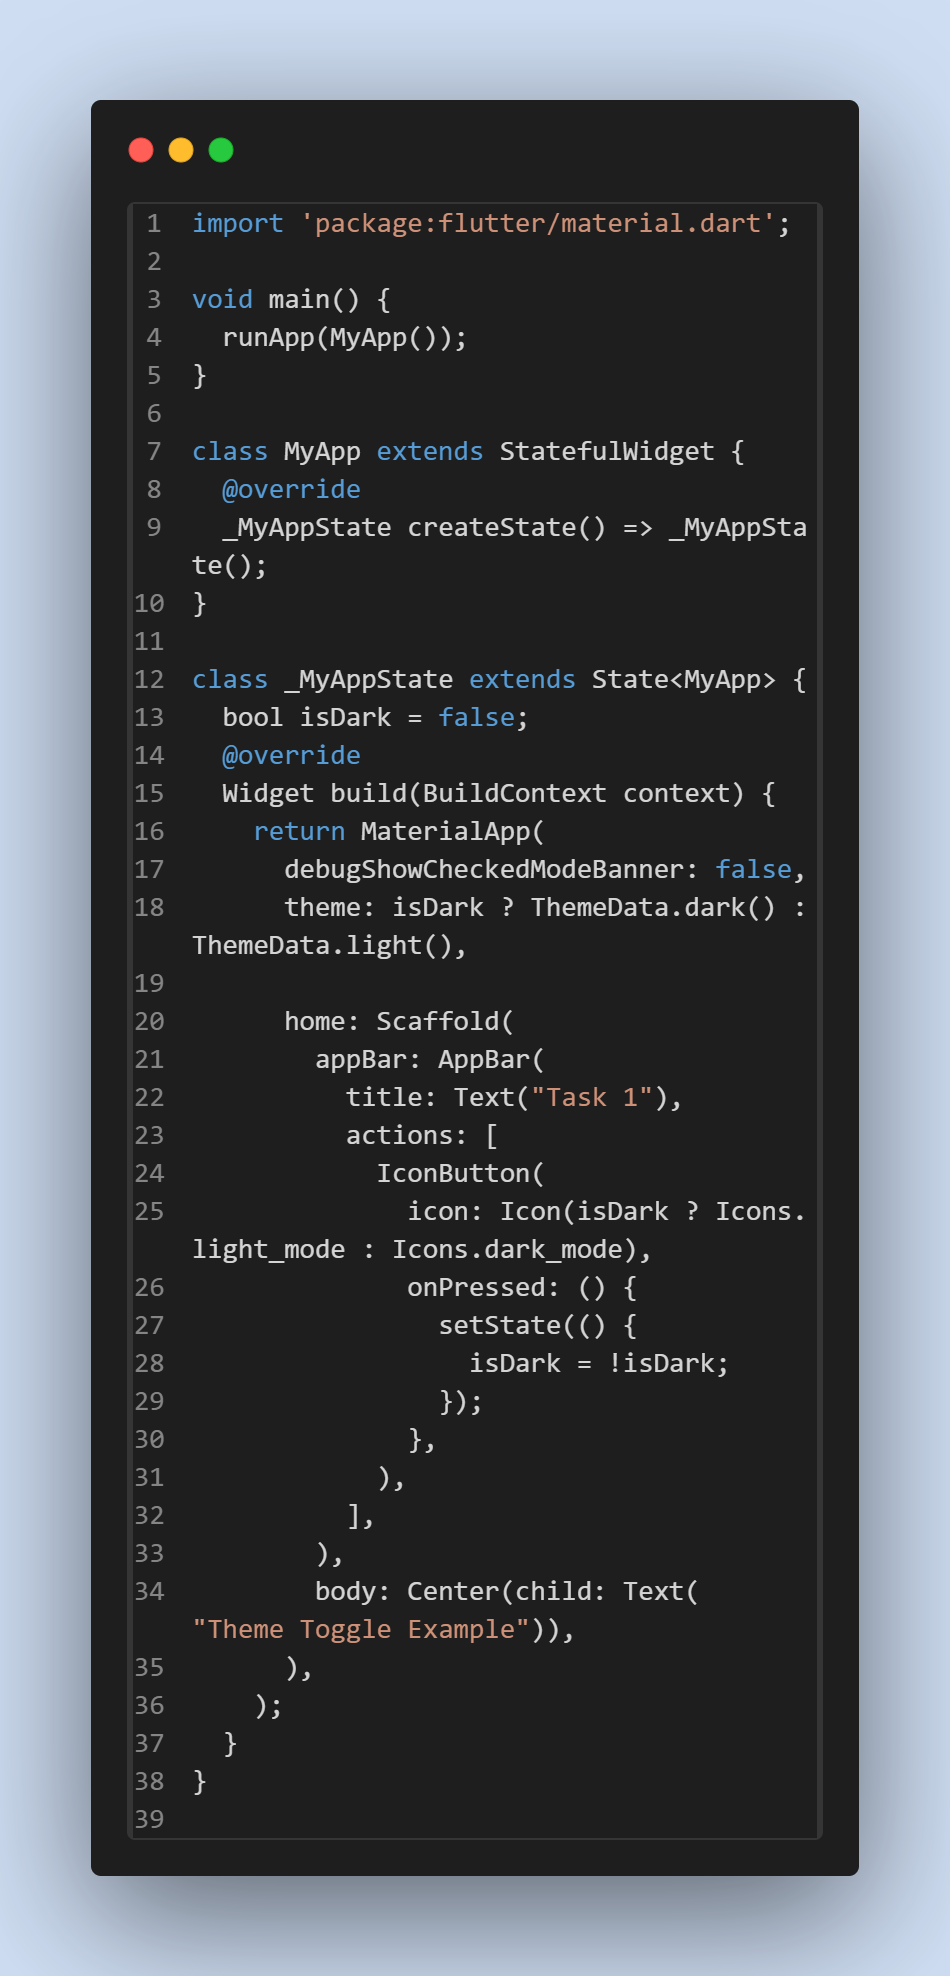 1 import 'package:flutter/material.dart';
2
3 void main() {
4   runApp(MyApp());
5 }
6
7 class MyApp extends StatefulWidget {
8   @override
9   _MyAppState createState() => _MyAppSta
te();
10 }
11
12 class _MyAppState extends State<MyApp> {
13   bool isDark = false;
14   @override
15   Widget build(BuildContext context) {
16     return MaterialApp(
17       debugShowCheckedModeBanner: false,
18       theme: isDark ? ThemeData.dark() :
ThemeData.light(),
19
20       home: Scaffold(
21         appBar: AppBar(
22           title: Text("Task 1"),
23           actions: [
24             IconButton(
25               icon: Icon(isDark ? Icons.
light_mode : Icons.dark_mode),
26               onPressed: () {
27                 setState(() {
28                   isDark = !isDark;
29                 });
30               },
31             ),
32           ],
33         ),
34         body: Center(child: Text(
"Theme Toggle Example")),
35       ),
36     );
37   }
38 }
39